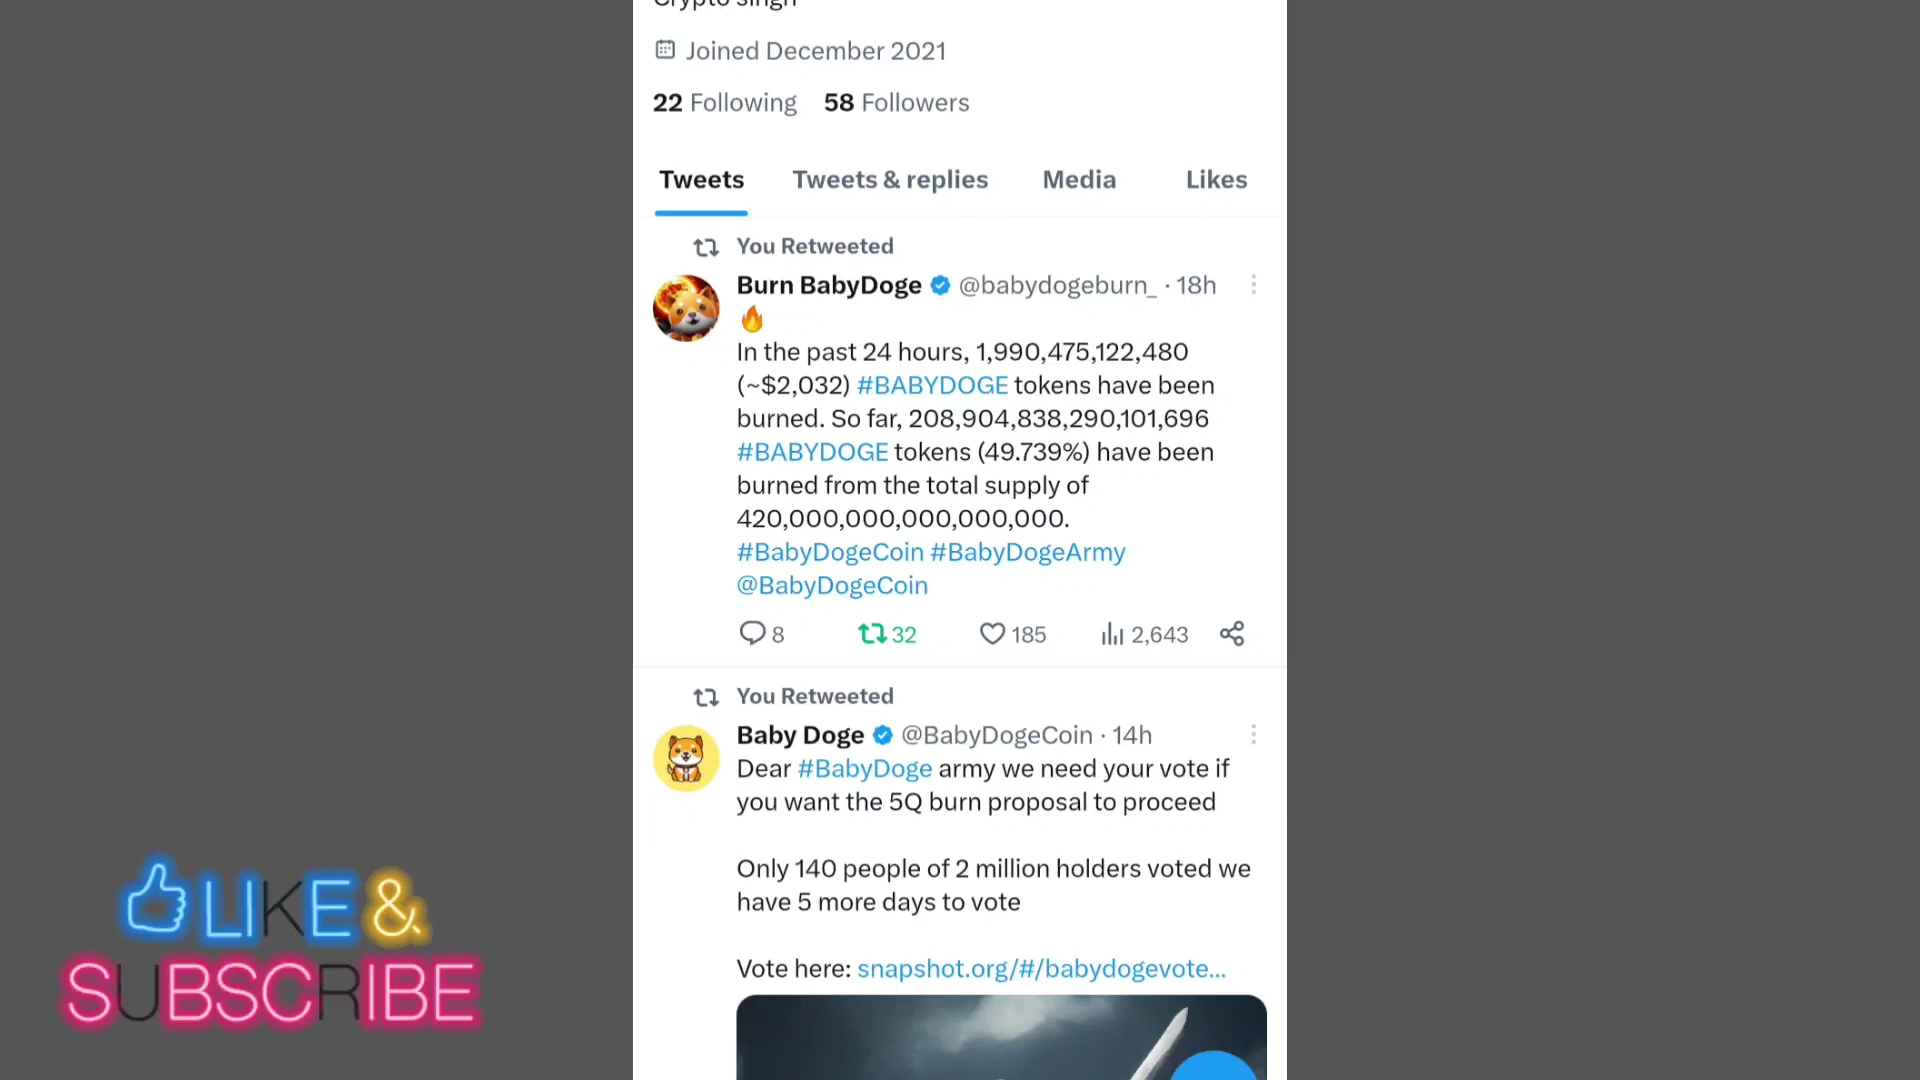 Crypto singh
Joined December 2021
22 Following 58 Followers
Tweets Tweets & replies Media Likes
You Retweeted
Burn BabyDoge @babydogeburn_ · 18h
🔥
In the past 24 hours, 1,990,475,122,480
(~$2,032) #BABYDOGE tokens have been
burned. So far, 208,904,838,290,101,696
#BABYDOGE tokens (49.739%) have been
burned from the total supply of
420,000,000,000,000,000.
#BabyDogeCoin #BabyDogeArmy
@BabyDogeCoin
8 32 185 2,643
You Retweeted
Baby Doge @BabyDogeCoin · 14h
Dear #BabyDoge army we need your vote if
you want the 5Q burn proposal to proceed
Only 140 people of 2 million holders voted we
have 5 more days to vote
Vote here: snapshot.org/#/babydogevote...
LIKE &
SUBSCRIBE